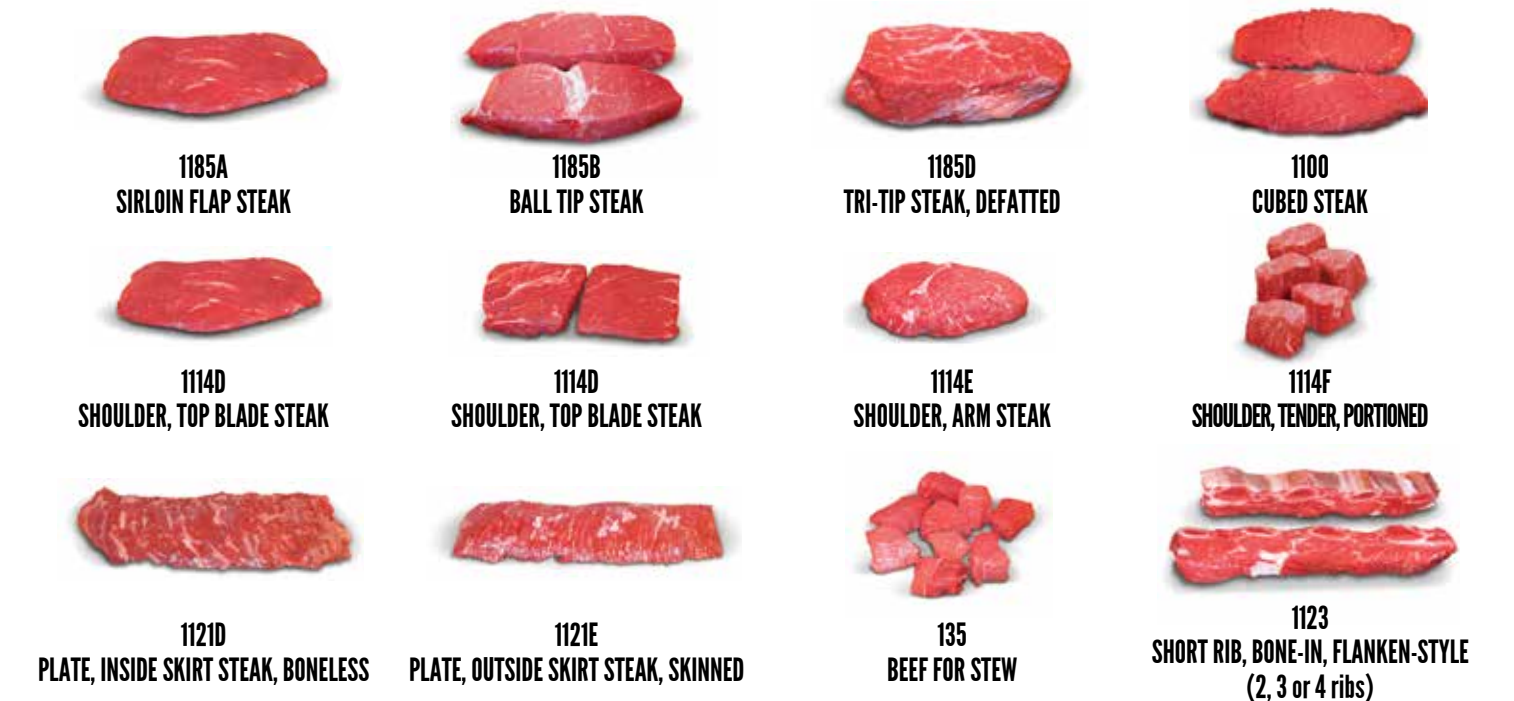 1185A
SIRLOIN FLAP STEAK
1185B
BALL TIP STEAK
1185D
TRI-TIP STEAK, DEFATTED
1100
CUBED STEAK
1114D
SHOULDER, TOP BLADE STEAK
1114D
SHOULDER, TOP BLADE STEAK
1114E
SHOULDER, ARM STEAK
1114F
SHOULDER, TENDER, PORTIONED
1121D
PLATE, INSIDE SKIRT STEAK, BONELESS
1121E
PLATE, OUTSIDE SKIRT STEAK, SKINNED
135
BEEF FOR STEW
1123
SHORT RIB, BONE-IN, FLANKEN-STYLE
(2, 3 or 4 ribs)